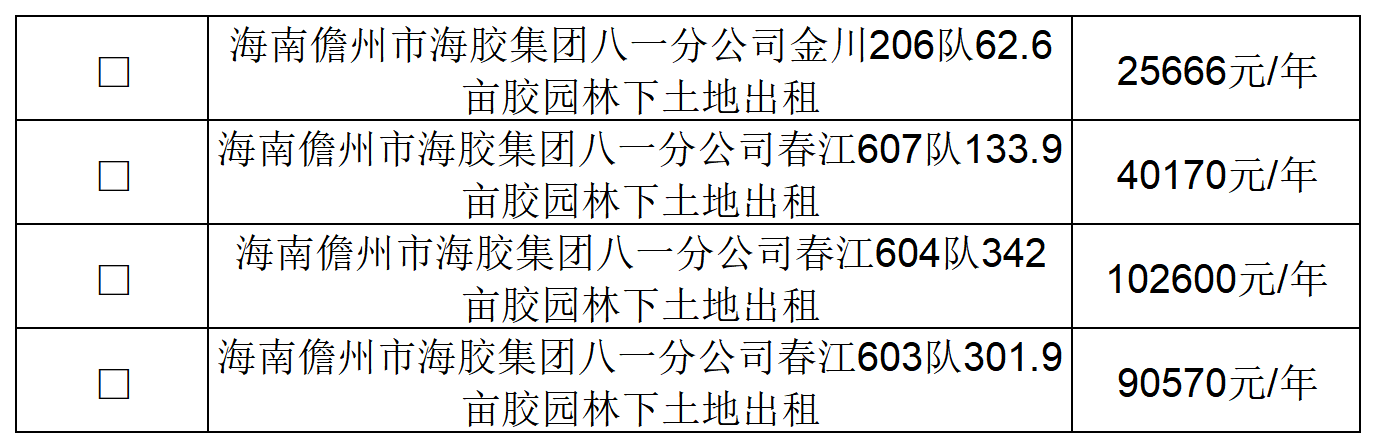 □
海南儋州市海胶集团八一分公司金川206队62.6
亩胶园林下土地出租
25666元/年
□
海南儋州市海胶集团八一分公司春江607队133.9
亩胶园林下土地出租
40170元/年
□
海南儋州市海胶集团八一分公司春江604队342
亩胶园林下土地出租
102600元/年
□
海南儋州市海胶集团八一分公司春江603队301.9
亩胶园林下土地出租
90570元/年